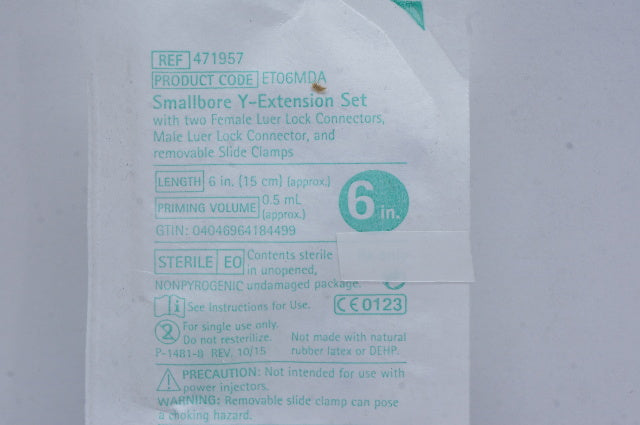 REF 471957
PRODUCT CODE ET06MDA
Smallbore Y-Extension Set
with two Female Luer Lock Connectors,
Male Luer Lock Connector, and
removable Slide Clamps
LENGTH 6 in. (15 cm) (approx.)
PRIMING VOLUME 0.5 mL (approx.)
6 in.
GTIN: 04046964184499
STERILE EO Contents sterile
in unopened,
NONPYROGENIC undamaged package.
See Instructions for Use.
CE 0123
2 For single use only.
Do not resterilize.
P-1481-B REV. 10/15
Not made with natural
rubber latex or DEHP.
PRECAUTION: Not intended for use with
power injectors.
WARNING: Removable slide clamp can pose
a choking hazard.